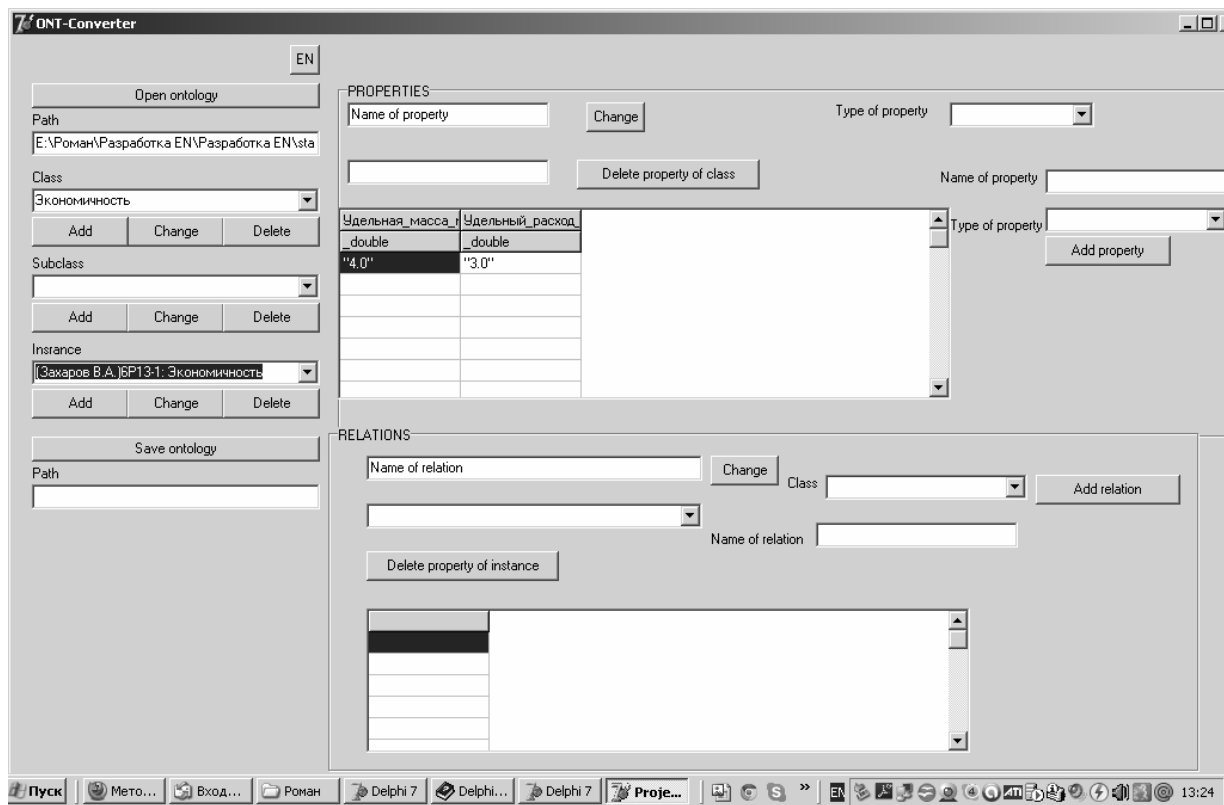 ONT-Converter
EN
Open ontology
Path
E:\Роман\Разработка EN\Разработка EN\sta
Class
Экономичность
Add Change Delete
Subclass
Add Change Delete
Insrance
(Захаров В.А.)6Р13-1: Экономичность
Add Change Delete
Save ontology
Path
PROPERTIES
Name of property Change Type of property
Delete property of class Name of property
Удельная_масса_ Удельный_расход_ Type of property
_double _double Add property
"4.0" "3.0"
RELATIONS
Name of relation Change Class Add relation
Name of relation
Delete property of instance
Пуск Мето... Вход... Роман Delphi 7 Delphi... Delphi 7 Proje... » EN 13:24